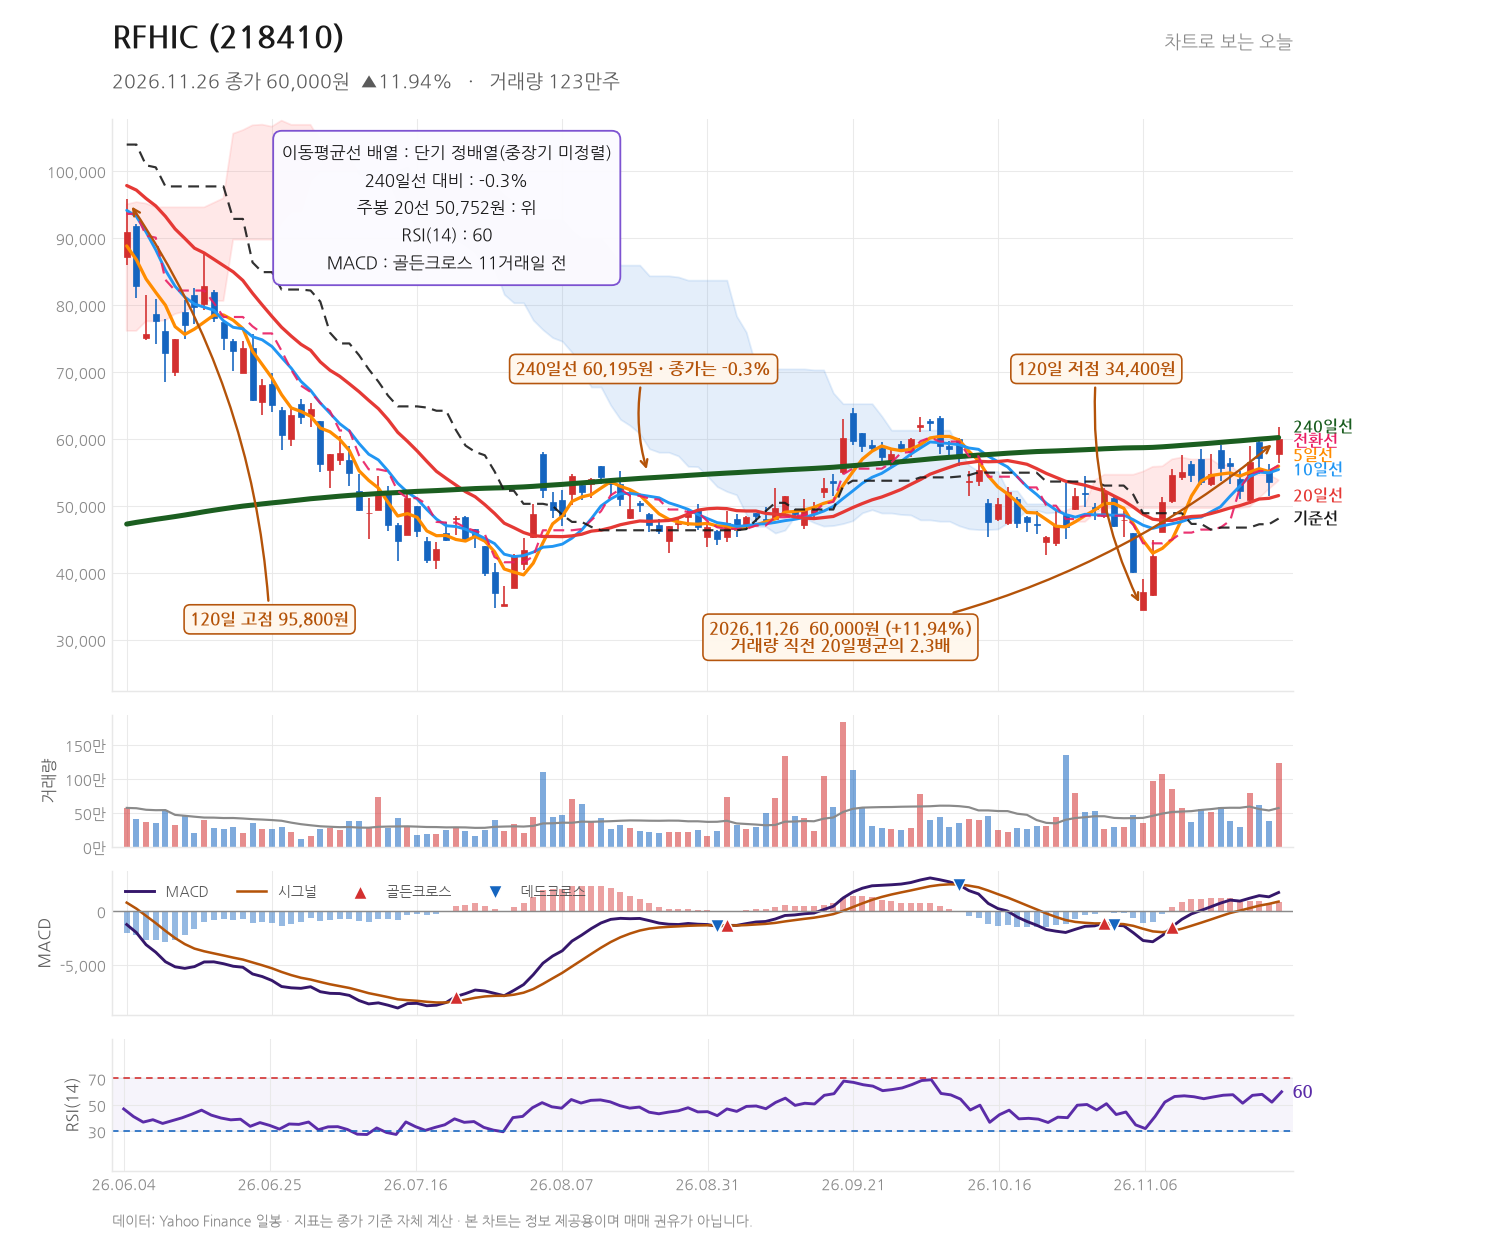 RFHIC (218410)
차트로 보는 오늘
2026.11.26 종가 60,000원 ▲11.94% · 거래량 123만주
이동평균선 배열 : 단기 정배열(중장기 미정렬)
240일선 대비 : -0.3%
주봉 20선 50,752원 : 위
RSI(14) : 60
MACD : 골든크로스 11거래일 전
100,000
90,000
80,000
70,000
60,000
50,000
40,000
30,000
240일선 60,195원 · 종가는 -0.3%
120일 저점 34,400원
120일 고점 95,800원
2026.11.26 60,000원 (+11.94%)
거래량 직전 20일평균의 2.3배
240일선
전환선
5일선
10일선
20일선
기준선
거래량
150만
100만
50만
0만
MACD
MACD
시그널
골든크로스
데드크로스
0
-5,000
RSI(14)
70
50
30
60
26.06.04
26.06.25
26.07.16
26.08.07
26.08.31
26.09.21
26.10.16
26.11.06
데이터: Yahoo Finance 일봉 · 지표는 종가 기준 자체 계산 · 본 차트는 정보 제공용이며 매매 권유가 아닙니다.